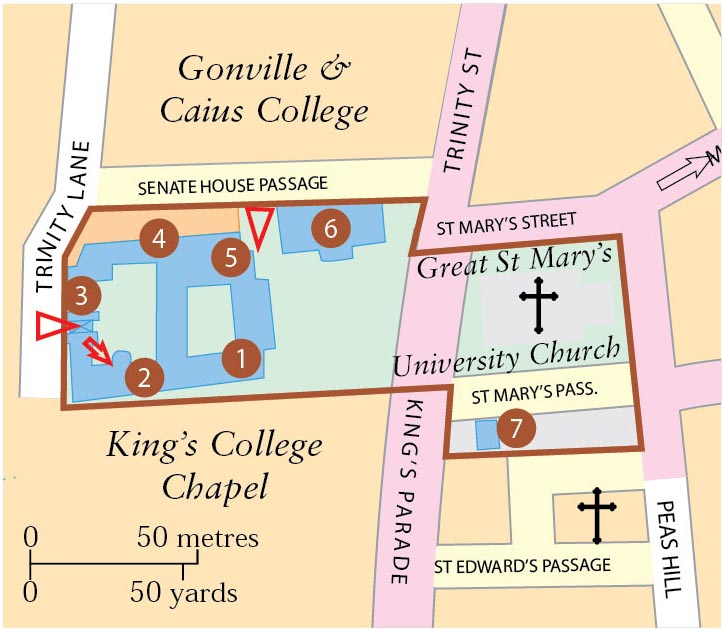 Gonville &
Caius College
TRINITY ST
TRINITY LANE
SENATE HOUSE PASSAGE
M
ST MARY'S STREET
6
4
5
Great St Mary's
3
University Church
1
2
ST MARY'S PASS.
7
King's College
Chapel
KING'S PARADE
0 50 metres
0 50 yards
ST EDWARD'S PASSAGE
PEAS HILL